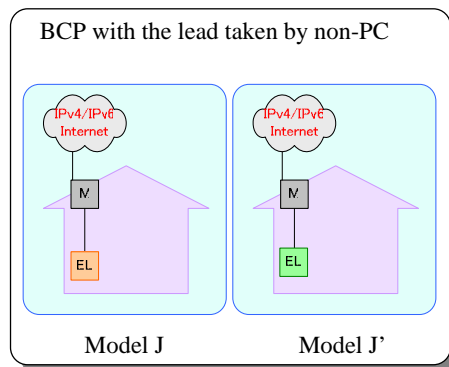 BCP with the lead taken by non-PC
IPv4/IPv6
Internet
M
EL
Model J
IPv4/IPv6
Internet
M
EL
Model J’